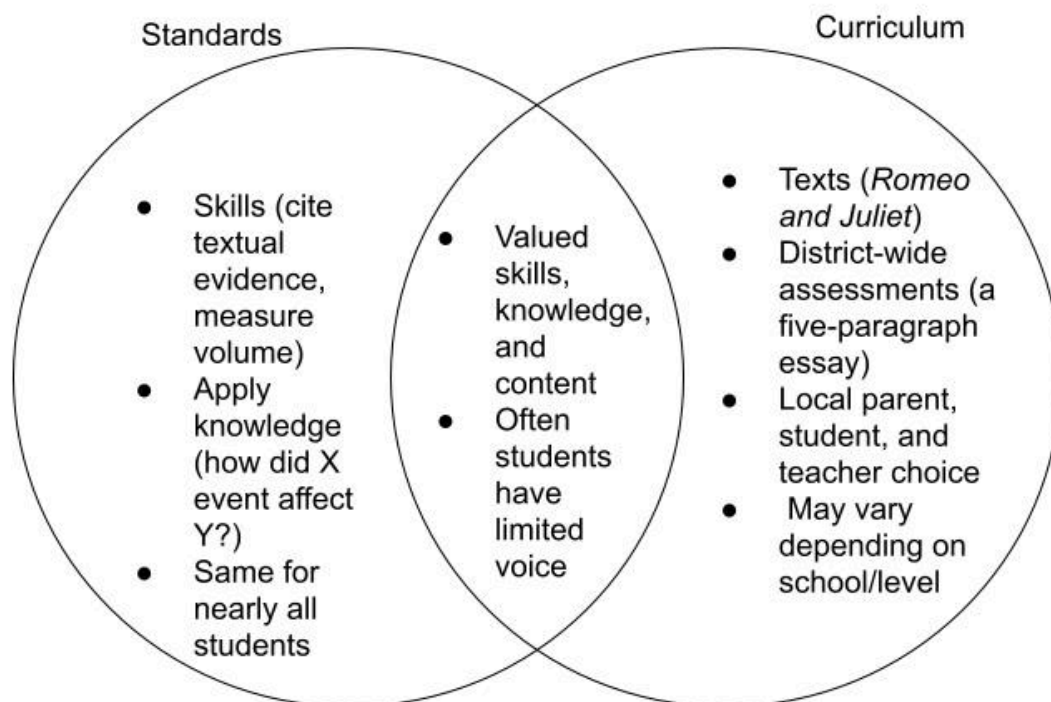 Standards
Curriculum
● Skills (cite
textual
evidence,
measure
volume)
● Apply
knowledge
(how did X
event affect
Y?)
● Same for
nearly all
students
● Valued
skills,
knowledge,
and
content
● Often
students
have
limited
voice
● Texts (Romeo
and Juliet)
● District-wide
assessments (a
five-paragraph
essay)
● Local parent,
student, and
teacher choice
● May vary
depending on
school/level